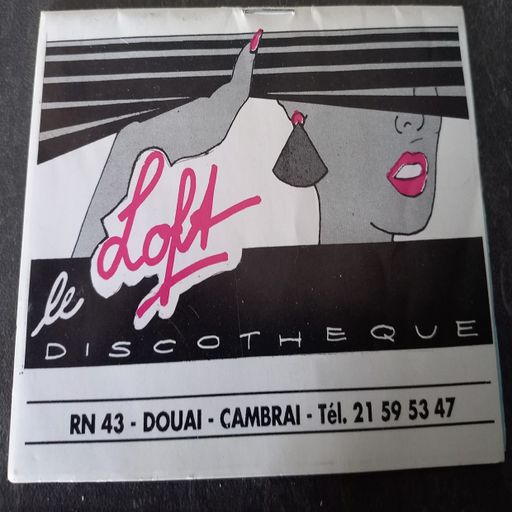 le Loft
DISCOTHEQUE
RN 43 - DOUAI - CAMBRAI - Tél. 21 59 53 47